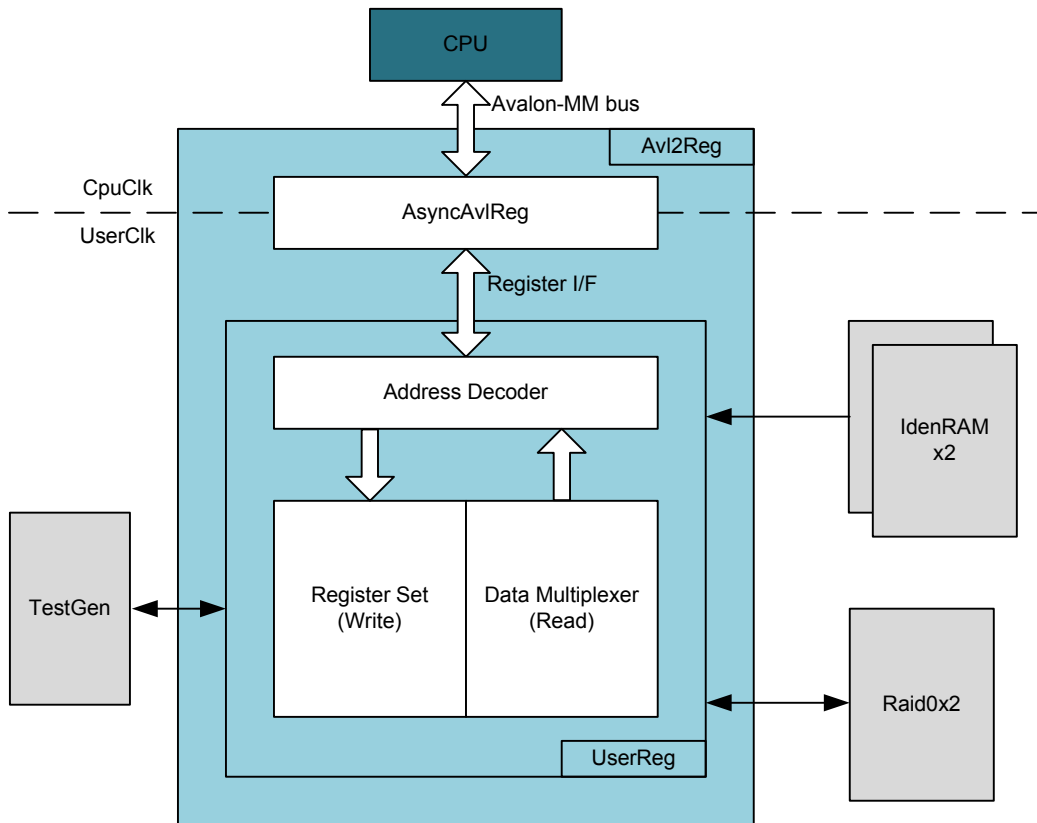 CPU
Avalon-MM bus
Avl2Reg
CpuClk
AsyncAvlReg
UserClk
Register I/F
Address Decoder
IdenRAM
x2
Register Set
(Write)
Data Multiplexer
(Read)
TestGen
Raid0x2
UserReg